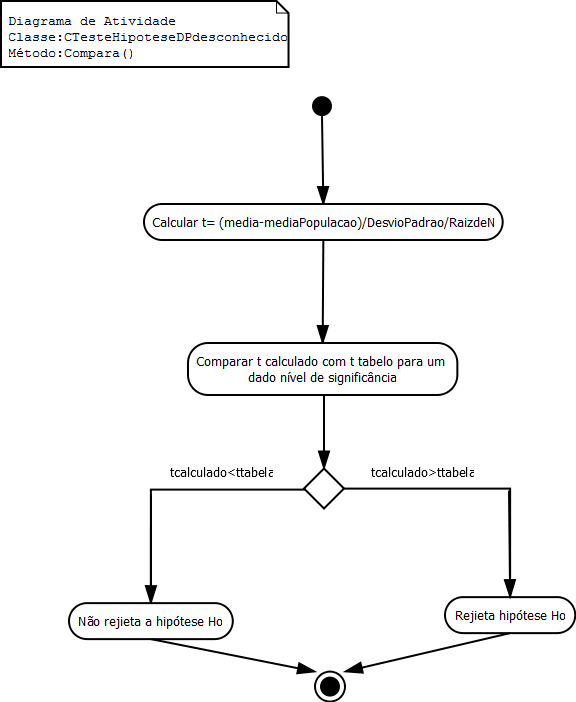 Diagrama de Atividade
Classe:CTesteHipoteseDPdesconhecido
Método:Compara()
Calcular t= (media-mediaPopulacao)/DesvioPadrao/RaizdeN
Comparar t calculado com t tabelo para um
dado nível de significância
tcalculado<ttabela
tcalculado>ttabela
Não rejieta a hipótese Ho
Rejieta hipótese Ho